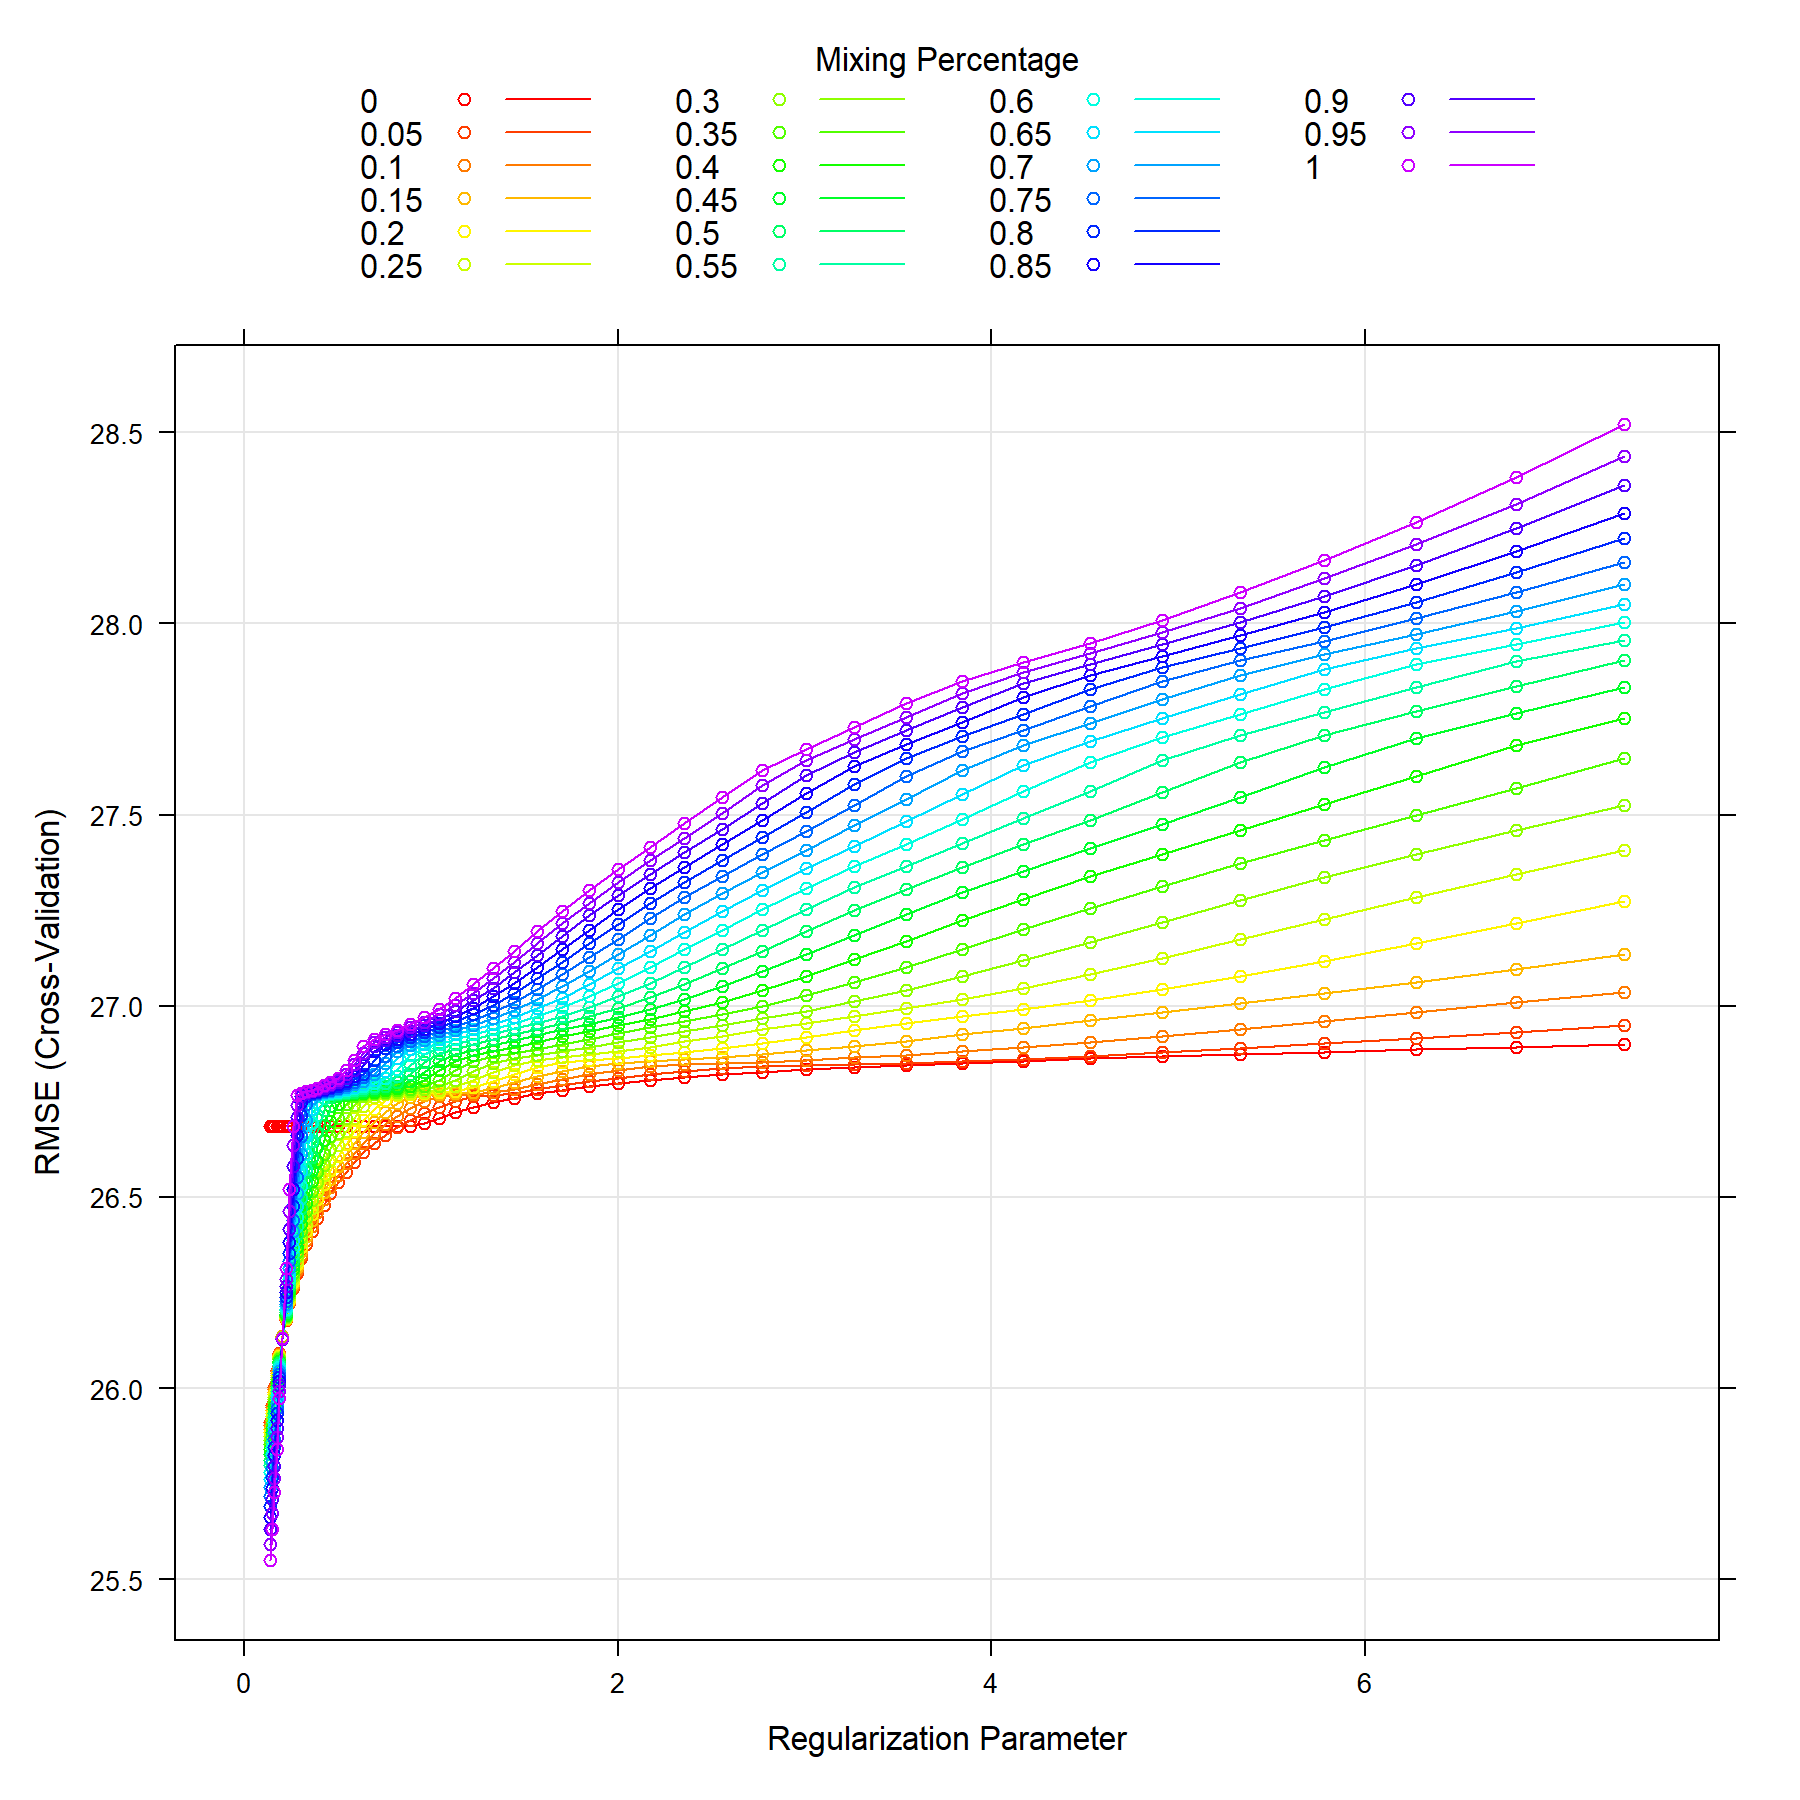 Mixing Percentage
0 0.3 0.6 0.9
0.05 0.35 0.65 0.95
0.1 0.4 0.7 1
0.15 0.45 0.75
0.2 0.5 0.8
0.25 0.55 0.85
28.5
28.0
27.5
27.0
26.5
26.0
25.5
RMSE (Cross-Validation)
0 2 4 6
Regularization Parameter